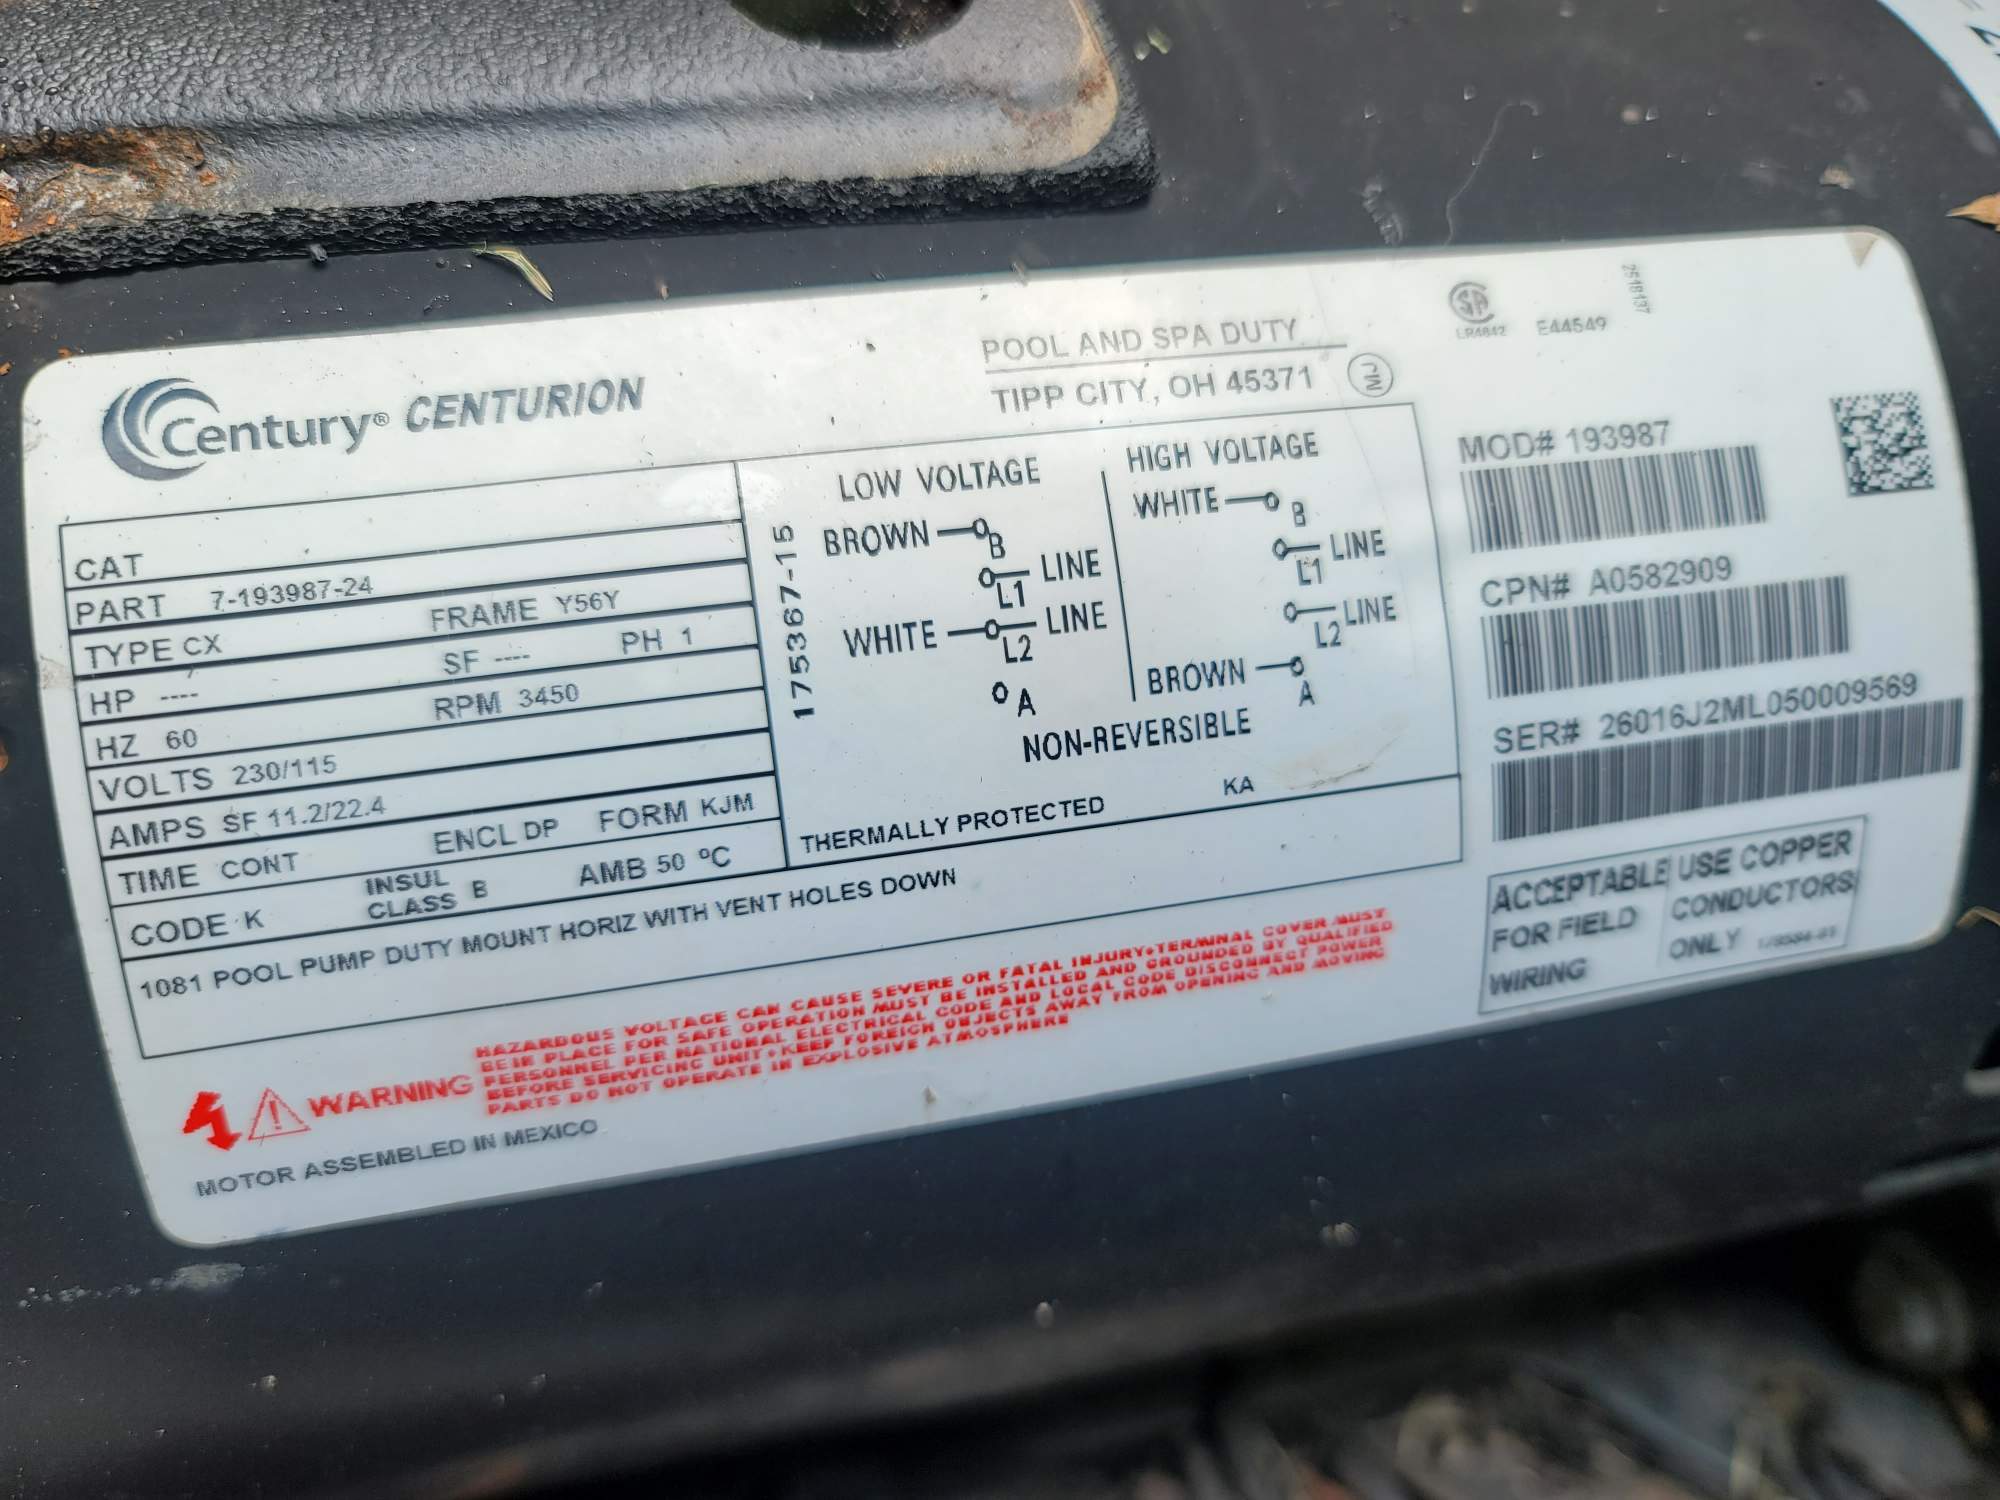 Century® CENTURION
POOL AND SPA DUTY
TIPP CITY, OH 45371
SA
LR4842
E44549
2518137
CAT
PART 7-193987-24
TYPE CX FRAME Y56Y
HP ---- SF ---- PH 1
HZ 60 RPM 3450
VOLTS 230/115
AMPS SF 11.2/22.4
TIME CONT ENCL DP FORM KJM
CODE K INSUL CLASS B AMB 50 °C
1081 POOL PUMP DUTY MOUNT HORIZ WITH VENT HOLES DOWN
175367-15
LOW VOLTAGE
BROWN B
L1 LINE
WHITE L2 LINE
A
HIGH VOLTAGE
WHITE B
L1 LINE
L2 LINE
BROWN A
NON-REVERSIBLE
THERMALLY PROTECTED KA
MOD# 193987
CPN# A0582909
SER# 26016J2ML050009569
ACCEPTABLE
FOR FIELD
WIRING
USE COPPER
CONDUCTORS
ONLY
WARNING
HAZARDOUS VOLTAGE CAN CAUSE SEVERE OR FATAL INJURY•TERMINAL COVER MUST
BE IN PLACE FOR SAFE OPERATION MUST BE INSTALLED AND GROUNDED BY QUALIFIED
PERSONNEL PER NATIONAL ELECTRICAL CODE AND LOCAL CODE DISCONNECT POWER
BEFORE SERVICING UNIT•KEEP FOREIGN OBJECTS AWAY FROM OPENING AND MOVING
PARTS DO NOT OPERATE IN EXPLOSIVE ATMOSPHERE
MOTOR ASSEMBLED IN MEXICO